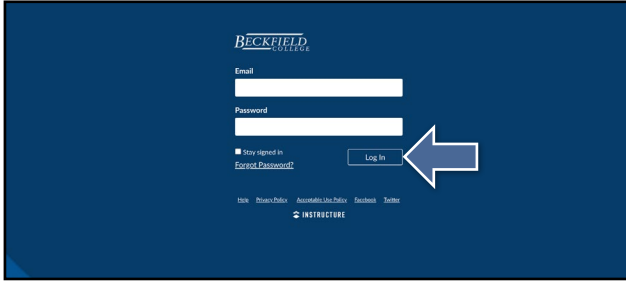 BECKFIELD
COLLEGE
Email
Password
Stay signed in
Log In
Forgot Password?
Help Privacy Policy Acceptable Use Policy Facebook Twitter
INSTRUCTURE